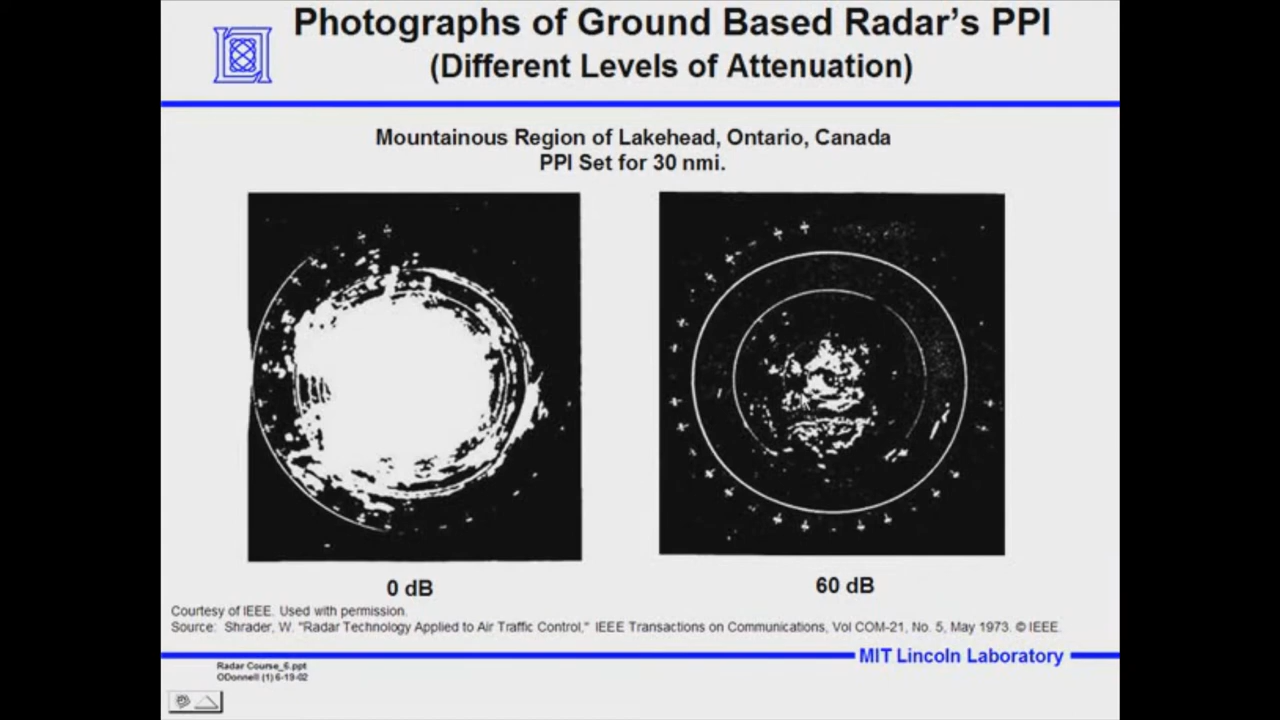 Photographs of Ground Based Radar's PPI
(Different Levels of Attenuation)
Mountainous Region of Lakehead, Ontario, Canada
PPI Set for 30 nmi.
0 dB
60 dB
Courtesy of IEEE. Used with permission.
Source: Shrader, W. "Radar Technology Applied to Air Traffic Control," IEEE Transactions on Communications, Vol COM-21, No. 5, May 1973. © IEEE.
MIT Lincoln Laboratory
Radar Course_6.ppt
ODonnell (1) 6-19-02